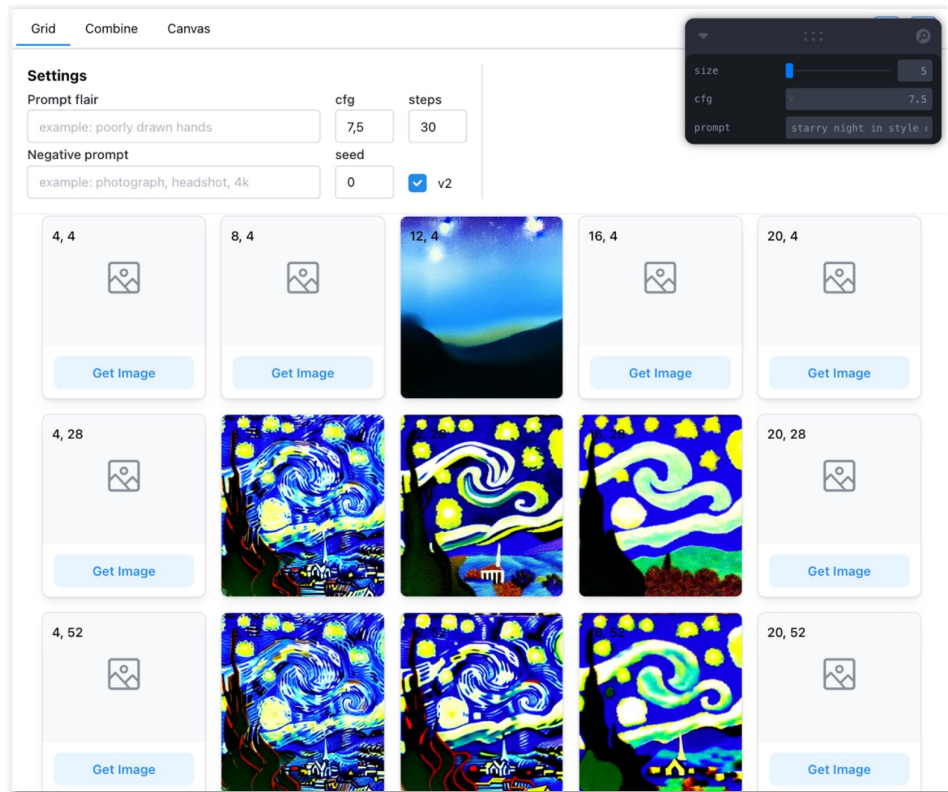 Grid Combine Canvas
Settings
Prompt flair cfg steps
example: poorly drawn hands 7,5 30
Negative prompt seed
example: photograph, headshot, 4k 0 v2
size 5
cfg 7.5
prompt starry night in style
4, 4 8, 4 12, 4 16, 4 20, 4
Get Image Get Image Get Image Get Image
4, 28 28 28 20, 28
Get Image Get Image
4, 52 52 20, 52
Get Image Get Image